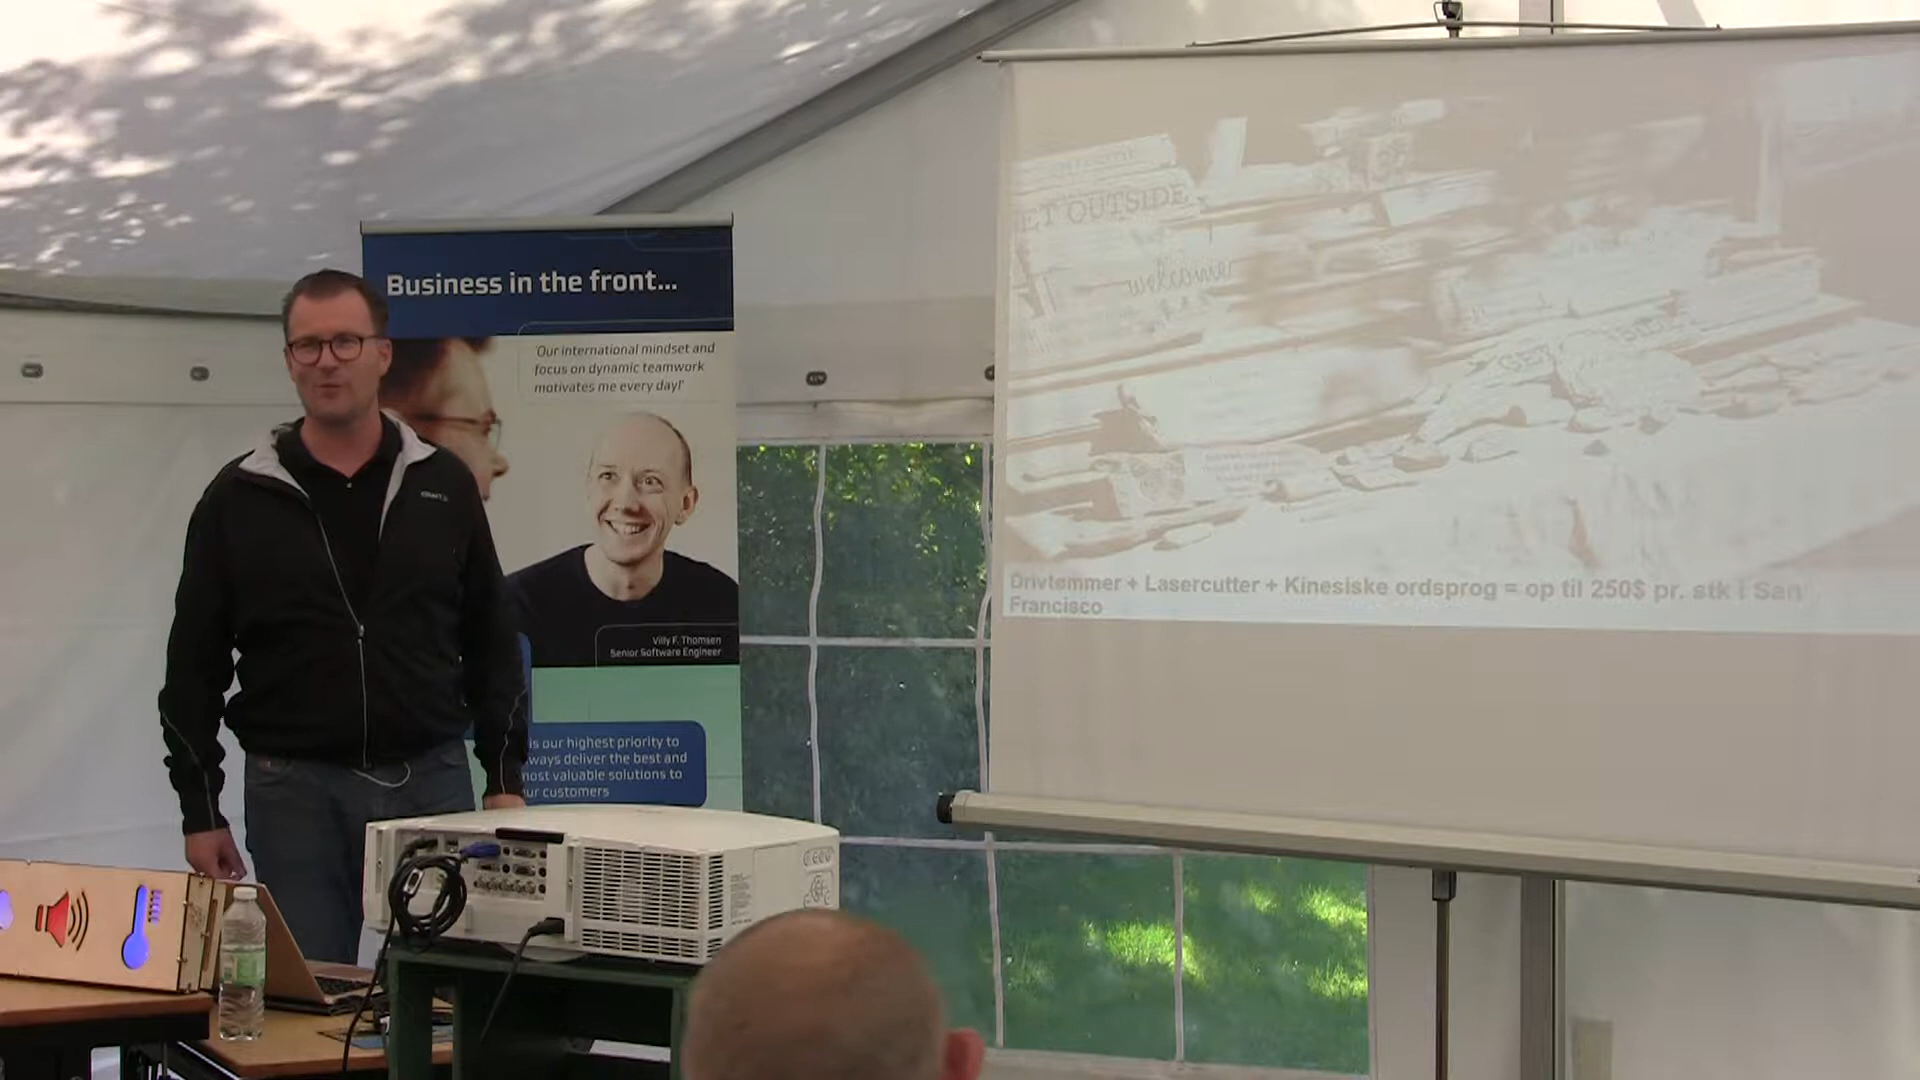 Business in the front...
'Our international mindset and
focus on dynamic teamwork
motivates me every day!'
Villy F. Thomsen
Senior Software Engineer
is our highest priority to
ways deliver the best and
most valuable solutions to
ur customers
ET OUTSIDE
welcome
Drivtømmer + Lasercutter + Kinesiske ordsprog = op til 250$ pr. stk i San
Francisco
CRAFT